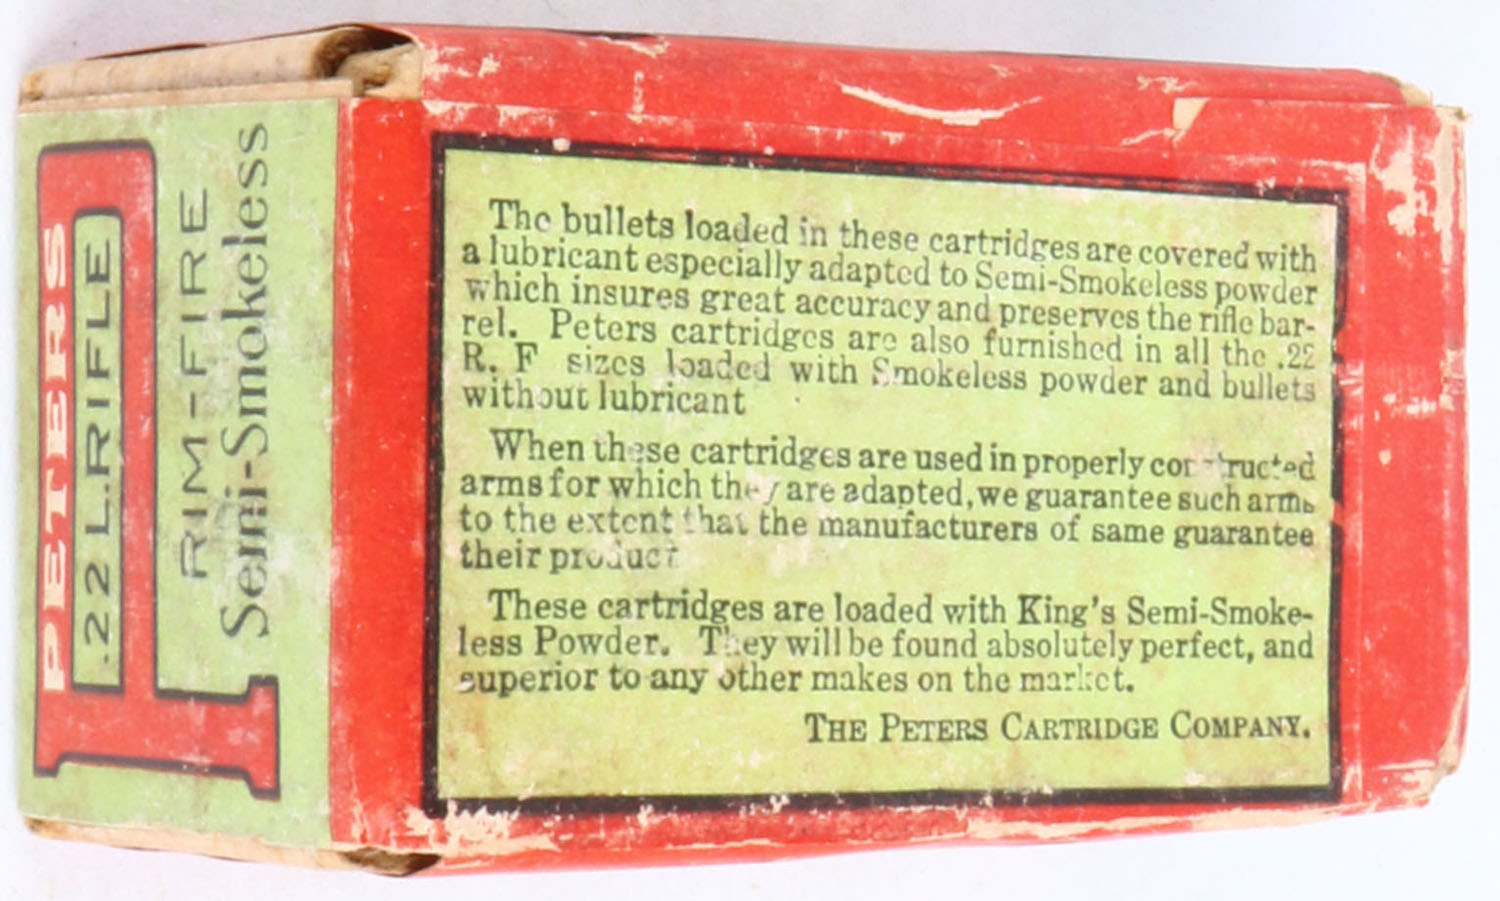 PETERS
.22 L.RIFLE
RIM-FIRE
Semi-Smokeless
The bullets loaded in these cartridges are covered with
a lubricant especially adapted to Semi-Smokeless powder
which insures great accuracy and preserves the rifle bar-
rel. Peters cartridges are also furnished in all the .22
R. F sizes loaded with Smokeless powder and bullets
without lubricant
When these cartridges are used in properly constructed
arms for which they are adapted, we guarantee such arms
to the extent that the manufacturers of same guarantee
their product
These cartridges are loaded with King's Semi-Smoke-
less Powder. They will be found absolutely perfect, and
superior to any other makes on the market.
THE PETERS CARTRIDGE COMPANY.